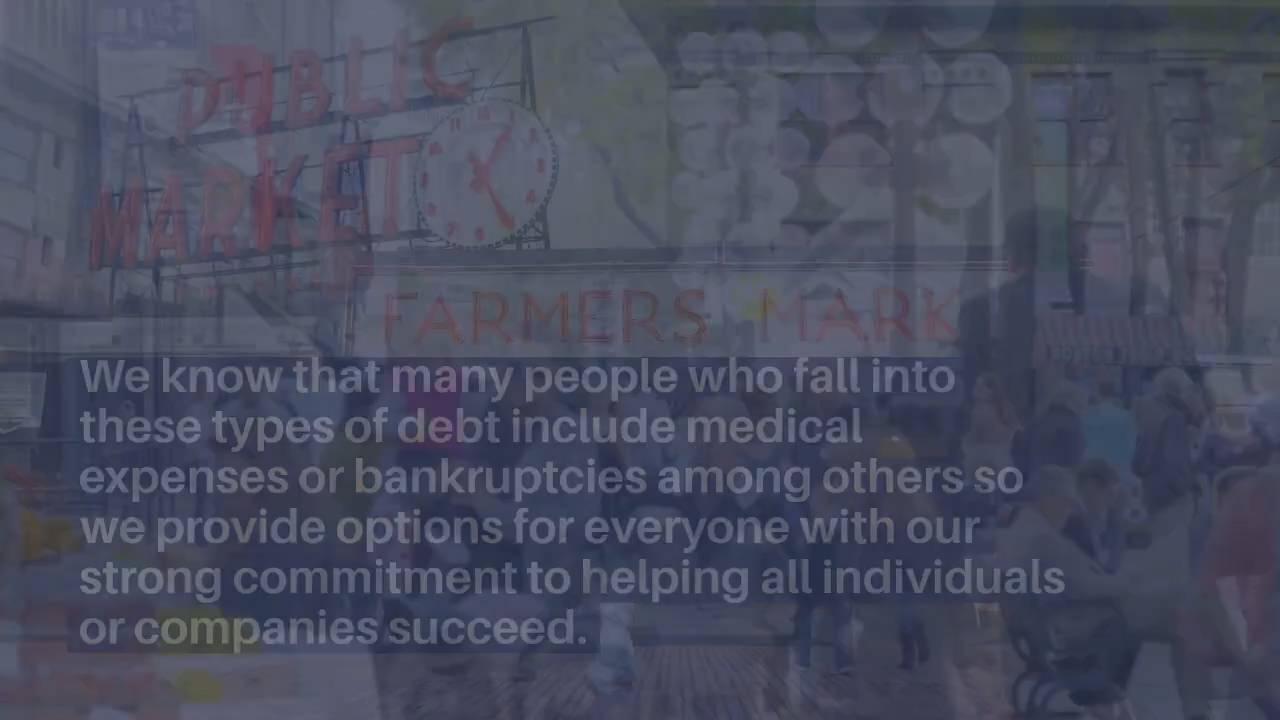 PUBLIC
MARKET
FARMERS MARK
We know that many people who fall into
these types of debt include medical
expenses or bankruptcies among others so
we provide options for everyone with our
strong commitment to helping all individuals
or companies succeed.